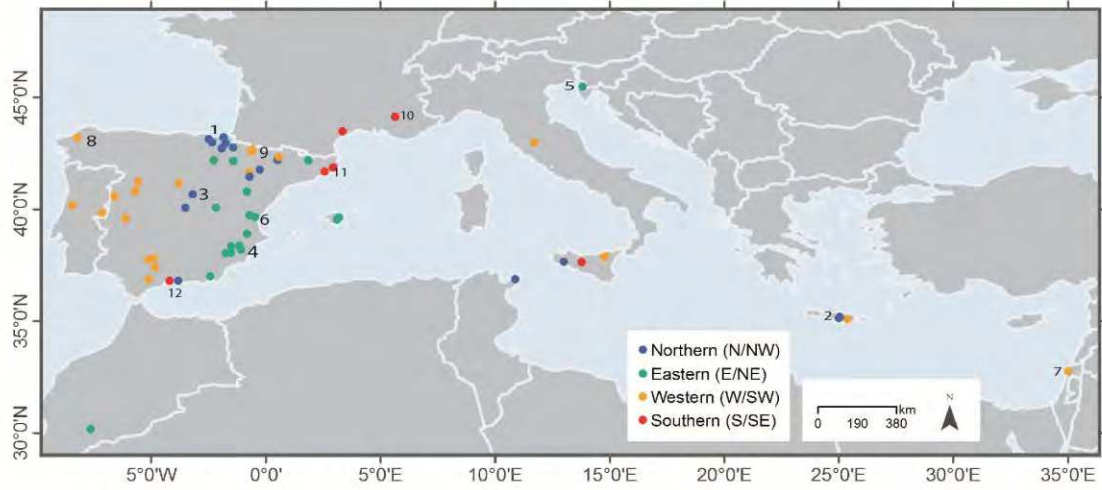 45°0'N
40°0'N
35°0'N
30°0'N
5
10
1
8
9
11
3
6
4
12
2
7
Northern (N/NW)
Eastern (E/NE)
Western (W/SW)
Southern (S/SE)
N
km
0 190 380
5°0'W 0°0' 5°0'E 10°0'E 15°0'E 20°0'E 25°0'E 30°0'E 35°0'E